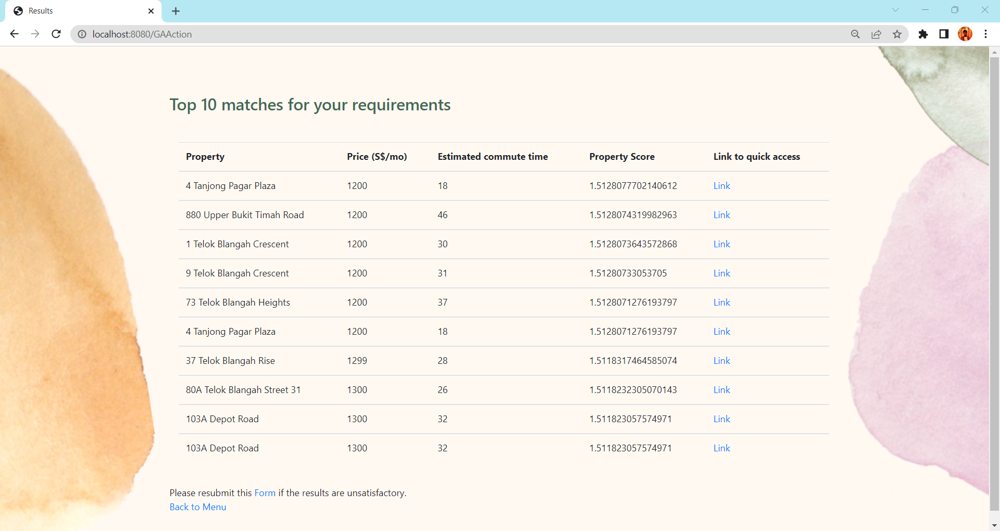 Results
localhost:8080/GAAction
Top 10 matches for your requirements
Property Price (S$/mo) Estimated commute time Property Score Link to quick access
4 Tanjong Pagar Plaza 1200 18 1.5128077702140612 Link
880 Upper Bukit Timah Road 1200 46 1.5128074319982963 Link
1 Telok Blangah Crescent 1200 30 1.5128073643572868 Link
9 Telok Blangah Crescent 1200 31 1.51280733053705 Link
73 Telok Blangah Heights 1200 37 1.5128071276193797 Link
4 Tanjong Pagar Plaza 1200 18 1.5128071276193797 Link
37 Telok Blangah Rise 1299 28 1.5118317464585074 Link
80A Telok Blangah Street 31 1300 26 1.5118232305070143 Link
103A Depot Road 1300 32 1.511823057574971 Link
103A Depot Road 1300 32 1.511823057574971 Link
Please resubmit this Form if the results are unsatisfactory.
Back to Menu